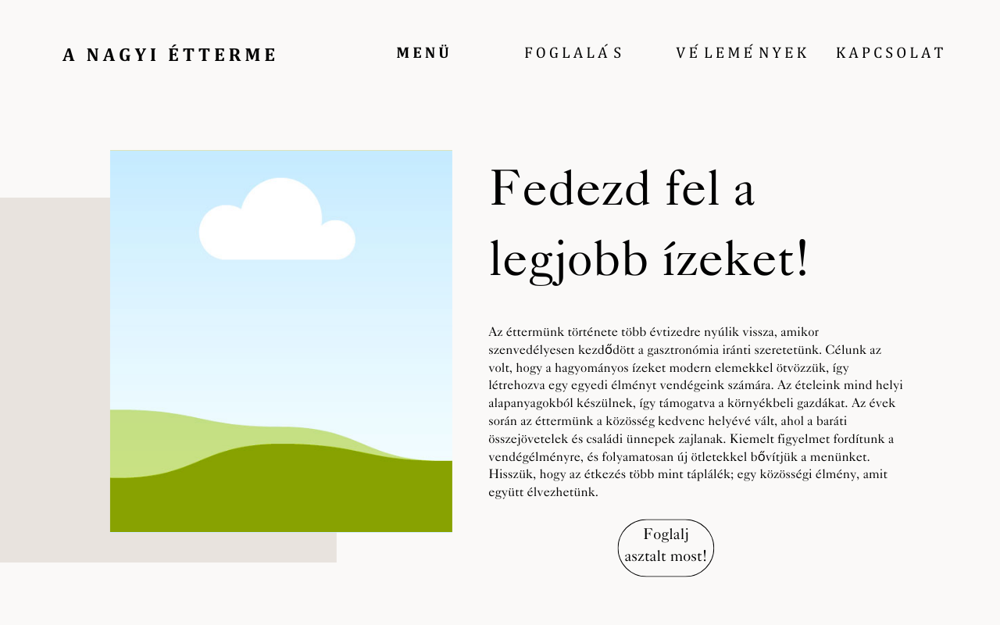 A NAGYI ÉTTERME
MENÜ
FOGLALÁS
VÉLEMÉNYEK
KAPCSOLAT
Fedezd fel a
legjobb ízeket!
Az éttermünk története több évtizedre nyúlik vissza, amikor
szenvedélyesen kezdődött a gasztronómia iránti szeretetünk. Célunk az
volt, hogy a hagyományos ízeket modern elemekkel ötvözzük, így
létrehozva egy egyedi élményt vendégeink számára. Az ételeink mind helyi
alapanyagokból készülnek, így támogatva a környékbeli gazdákat. Az évek
során az éttermünk a közösség kedvenc helyévé vált, ahol a baráti
összejövetelek és családi ünnepek zajlanak. Kiemelt figyelmet fordítunk a
vendégélményre, és folyamatosan új ötletekkel bővítjük a menünket.
Hisszük, hogy az étkezés több mint táplálék; egy közösségi élmény, amit
együtt élvezhetünk.
Foglalj
asztalt most!